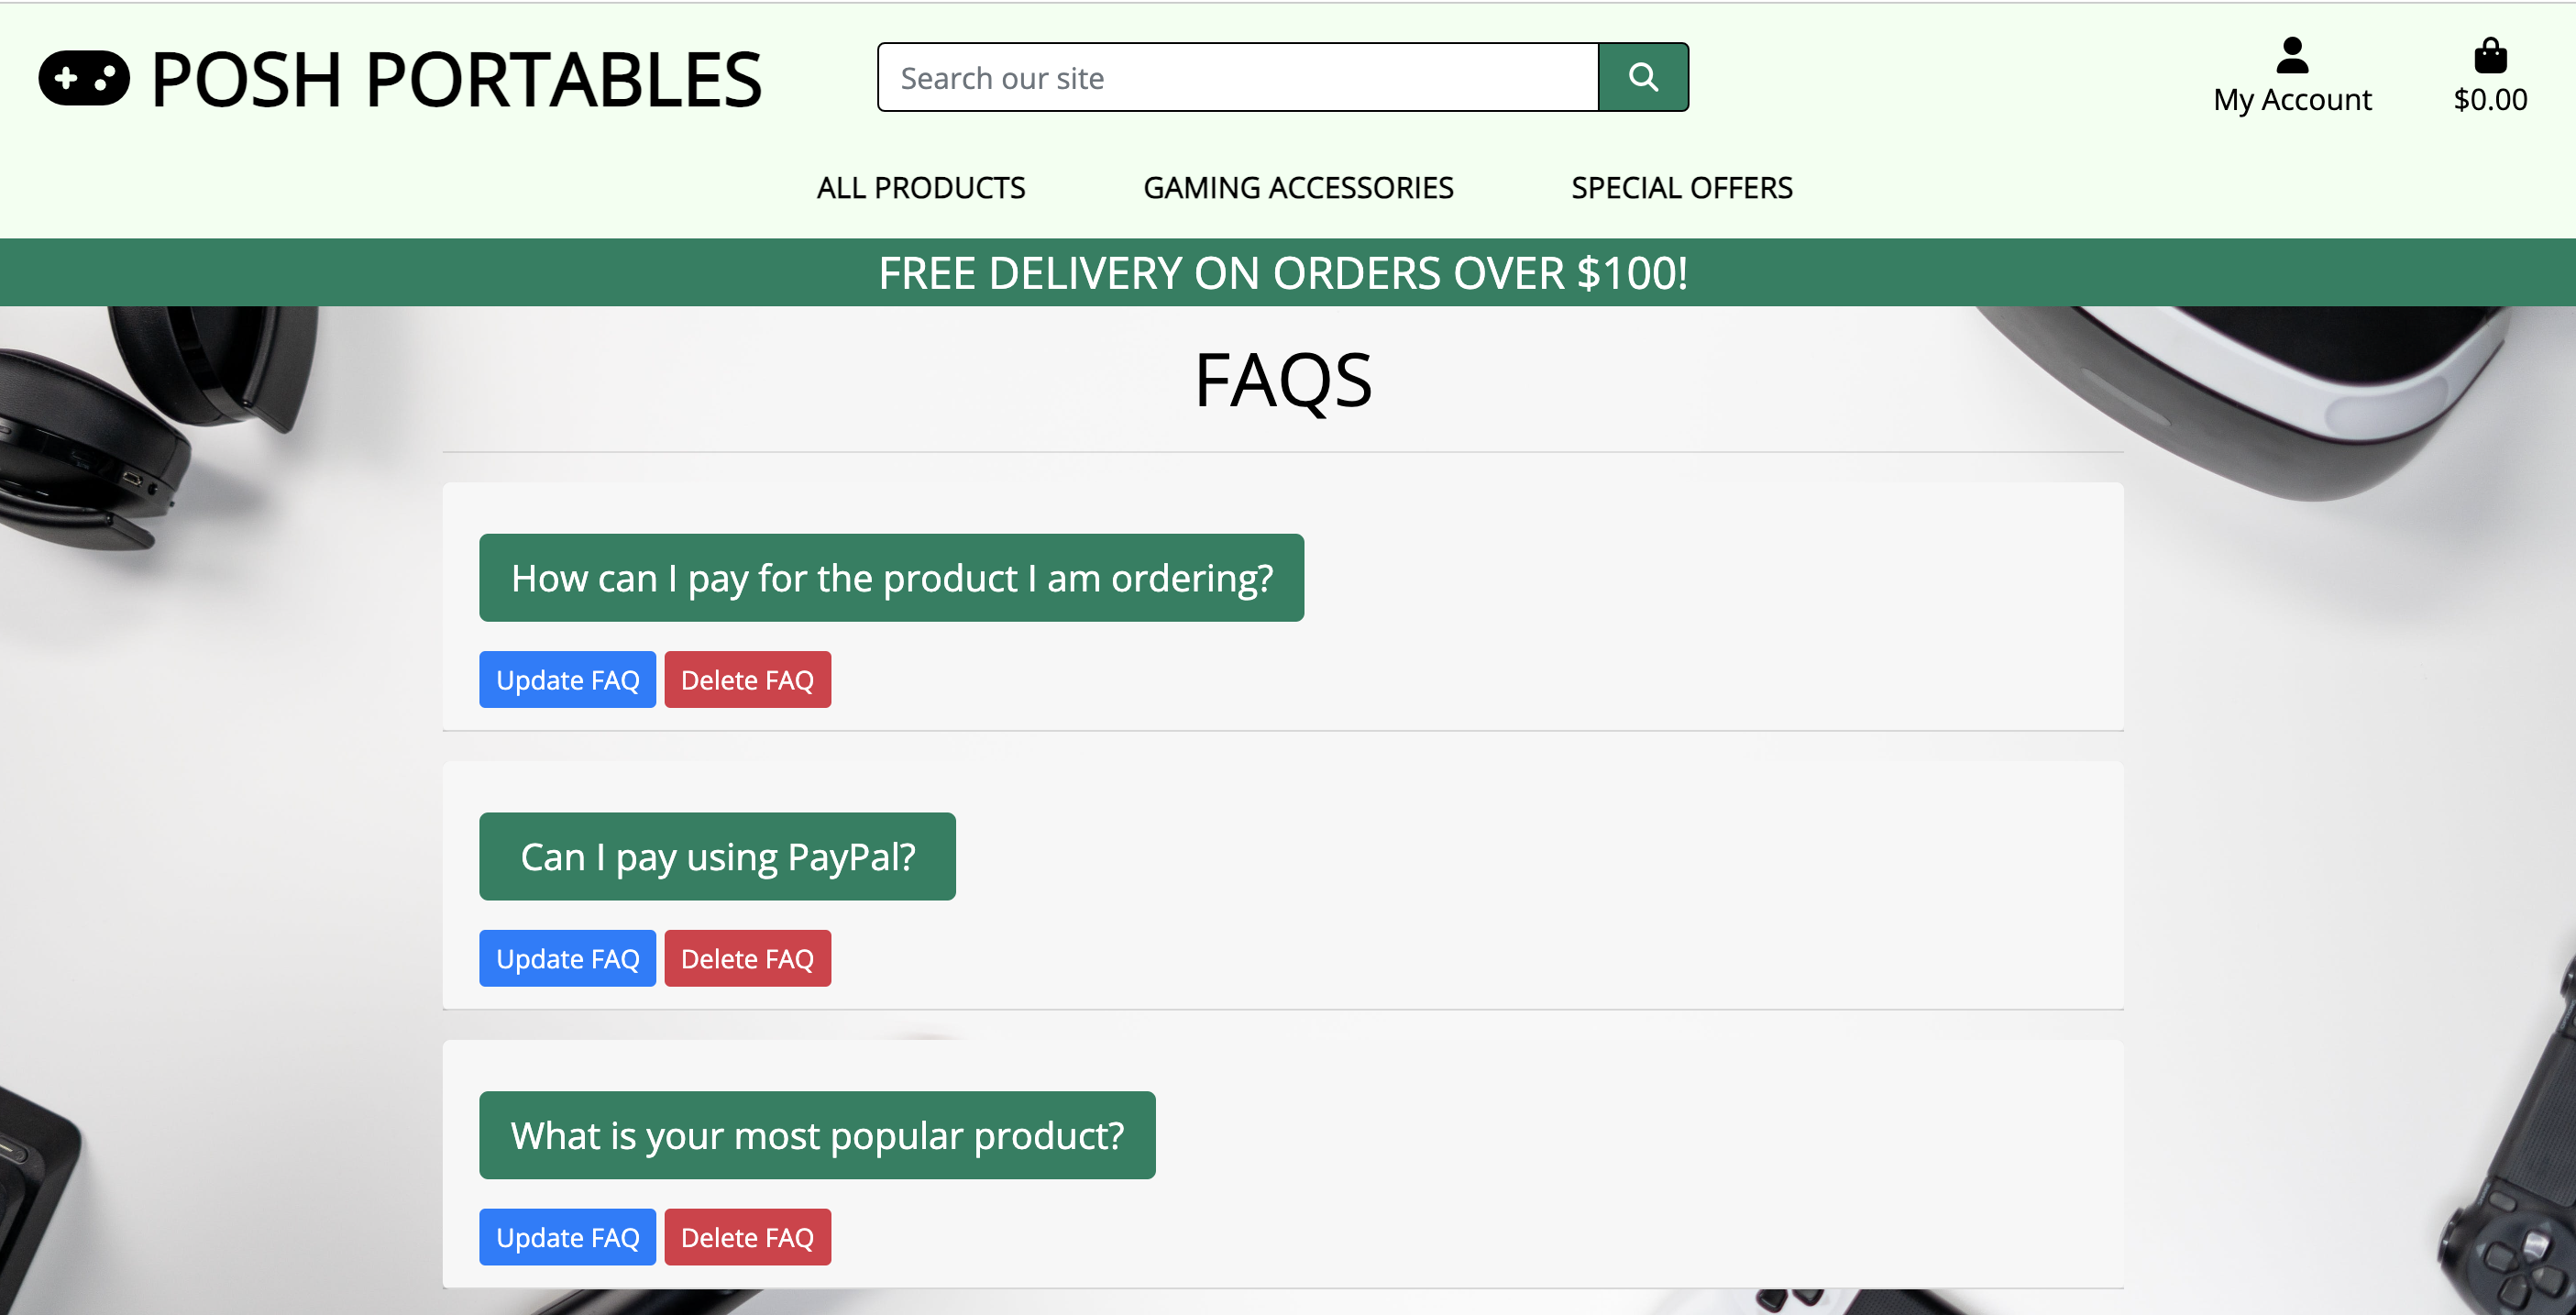 POSH PORTABLES
Search our site
My Account
$0.00
ALL PRODUCTS
GAMING ACCESSORIES
SPECIAL OFFERS
FREE DELIVERY ON ORDERS OVER $100!
FAQS
How can I pay for the product I am ordering?
Update FAQ
Delete FAQ
Can I pay using PayPal?
Update FAQ
Delete FAQ
What is your most popular product?
Update FAQ
Delete FAQ